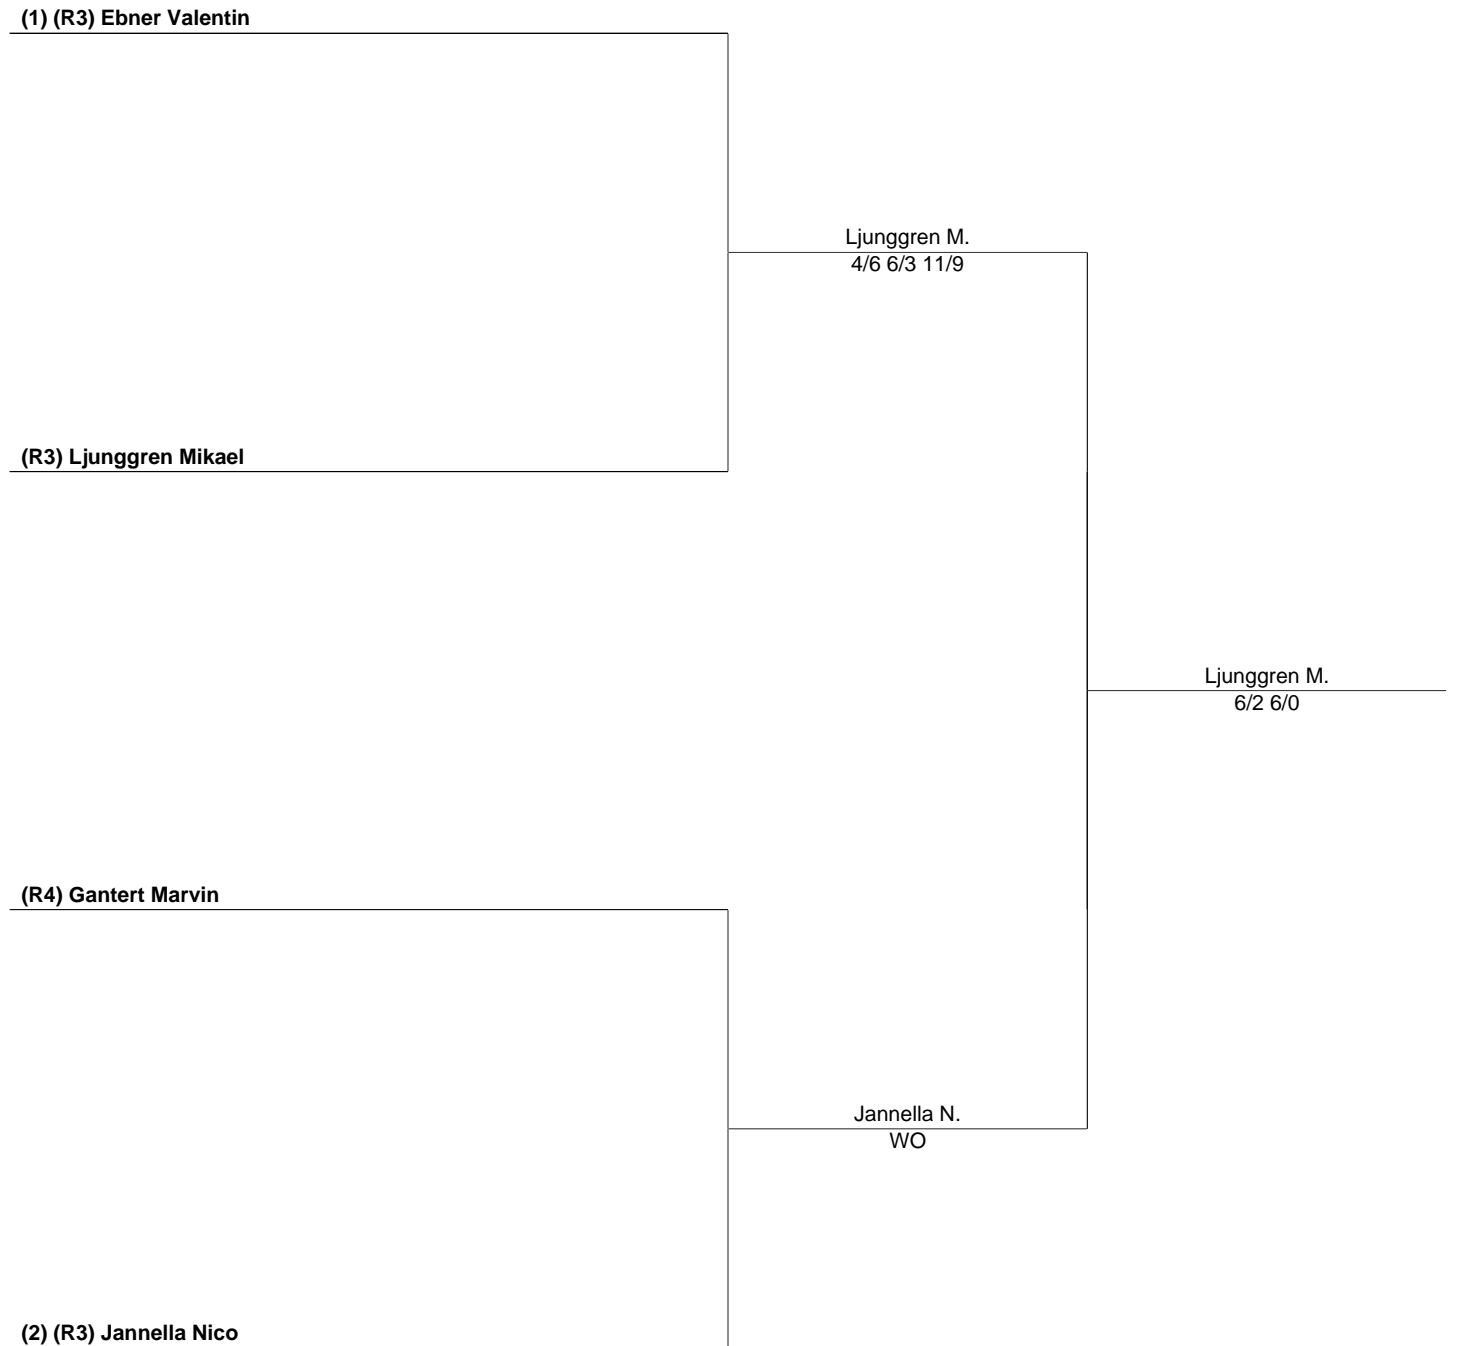 (1) (R3) Ebner Valentin
Ljunggren M.
4/6 6/3 11/9
(R3) Ljunggren Mikael
Ljunggren M.
6/2 6/0
(R4) Gantert Marvin
Jannella N.
WO
(2) (R3) Jannella Nico